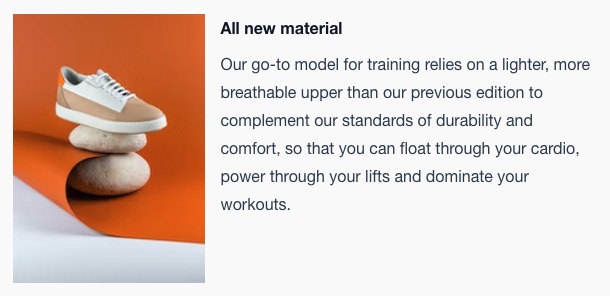 All new material
Our go-to model for training relies on a lighter, more
breathable upper than our previous edition to
complement our standards of durability and
comfort, so that you can float through your cardio,
power through your lifts and dominate your
workouts.